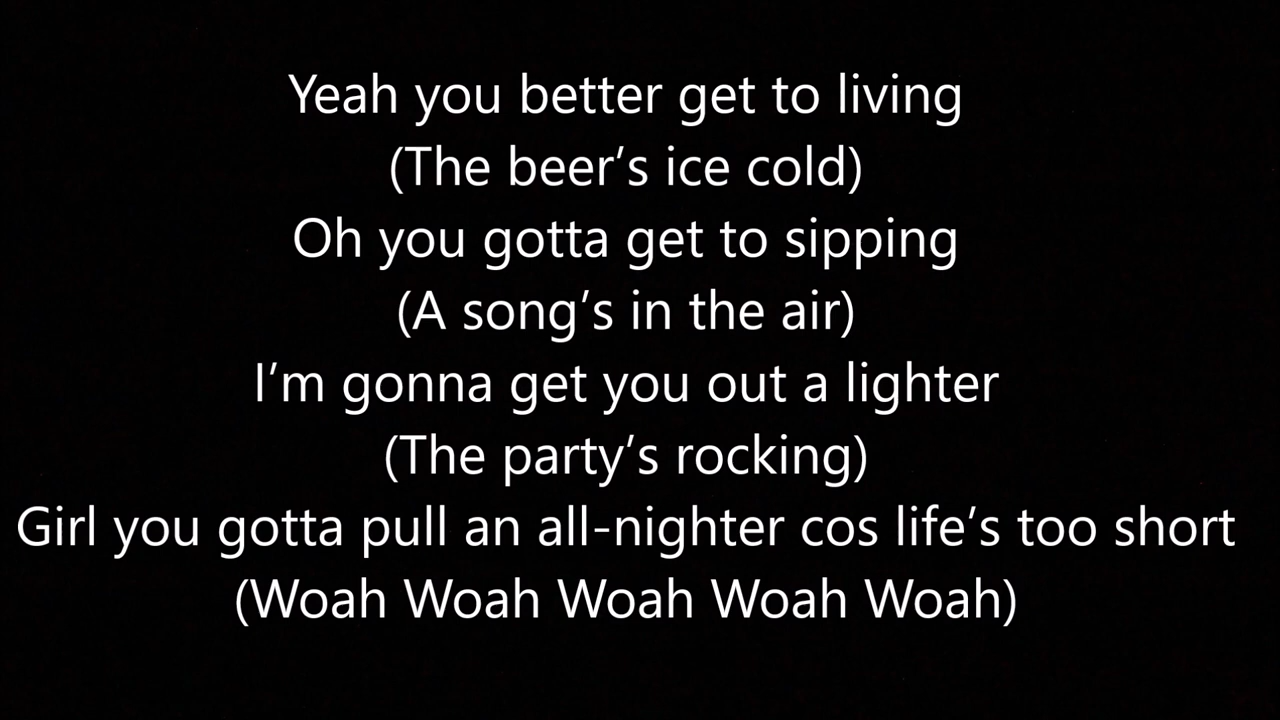 Yeah you better get to living
(The beer’s ice cold)
Oh you gotta get to sipping
(A song’s in the air)
I’m gonna get you out a lighter
(The party’s rocking)
Girl you gotta pull an all-nighter cos life’s too short
(Woah Woah Woah Woah Woah)